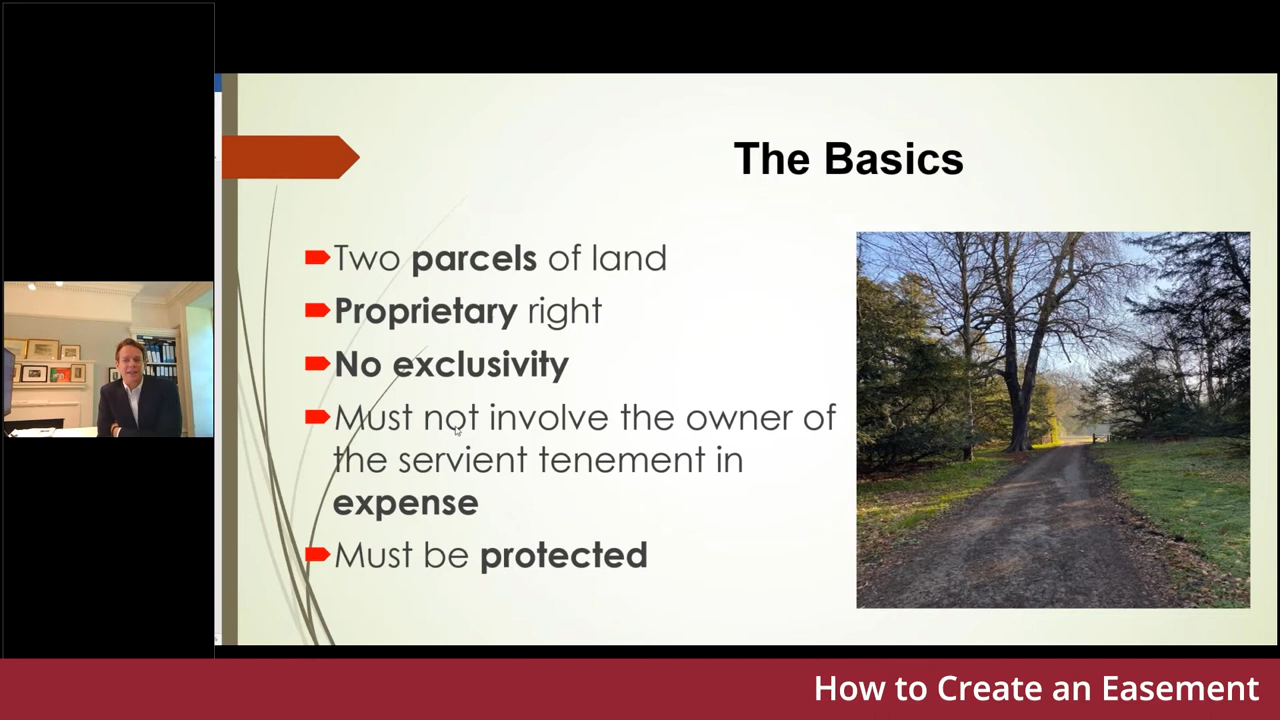 The Basics
Two parcels of land
Proprietary right
No exclusivity
Must not involve the owner of
the servient tenement in
expense
Must be protected
How to Create an Easement